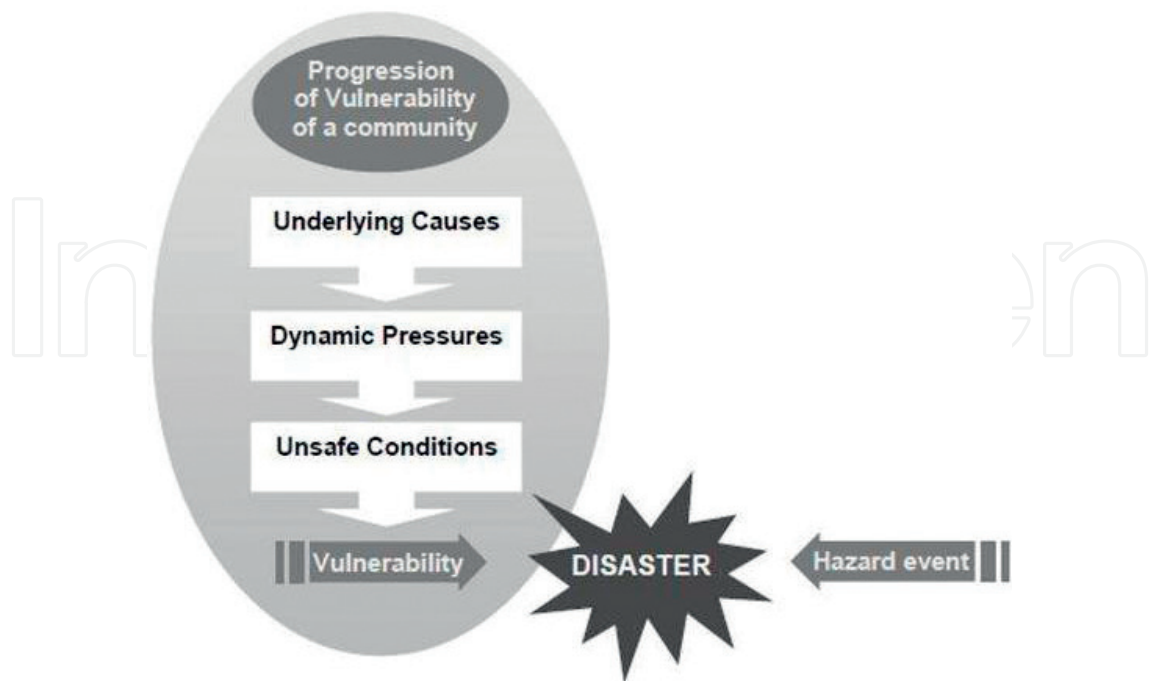 Progression
of Vulnerability
of a community
Underlying Causes
Dynamic Pressures
Unsafe Conditions
Vulnerability
DISASTER
Hazard event